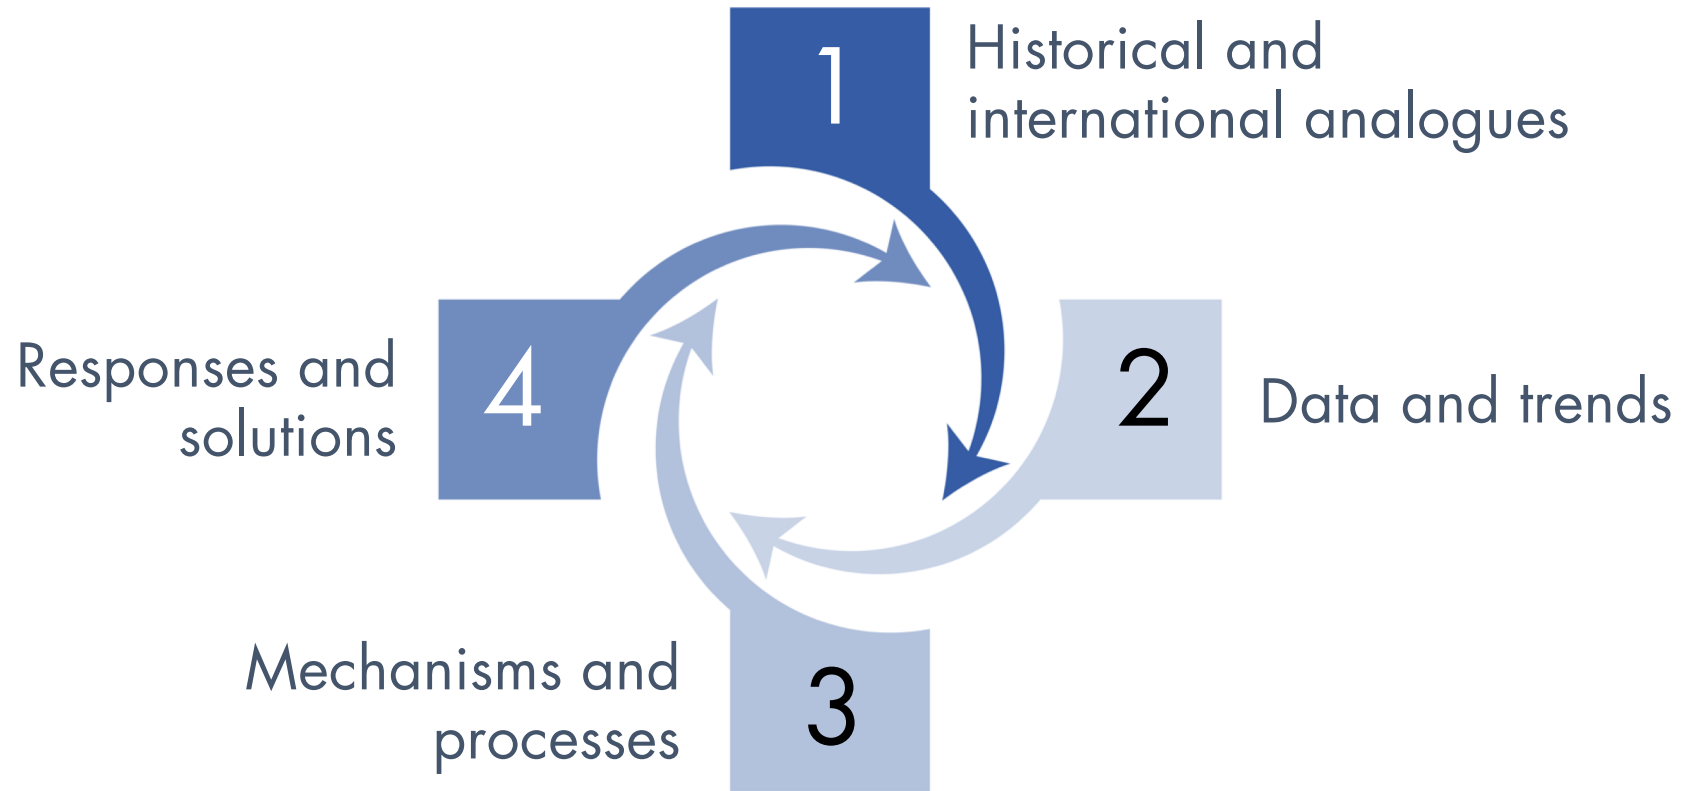 1
Historical and
international analogues
2
Data and trends
3
Mechanisms and
processes
4
Responses and
solutions